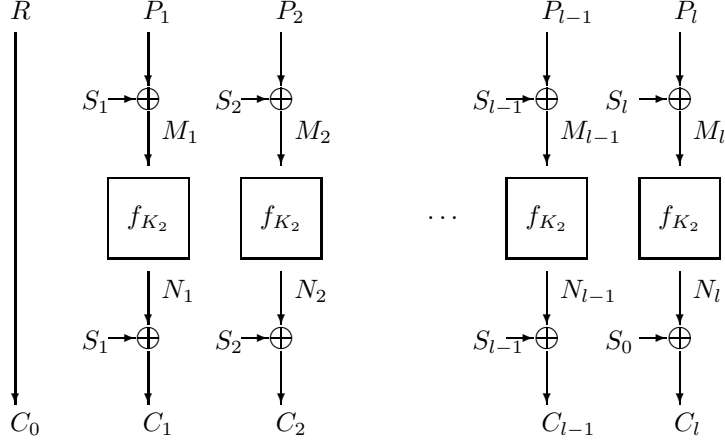 R P_1 P_2 P_{l−1} P_l
S_1 S_2 S_{l−1} S_l
M_1 M_2 M_{l−1} M_l
f_{K_2} f_{K_2} ⋯ f_{K_2} f_{K_2}
N_1 N_2 N_{l−1} N_l
S_1 S_2 S_{l−1} S_0
C_0 C_1 C_2 C_{l−1} C_l